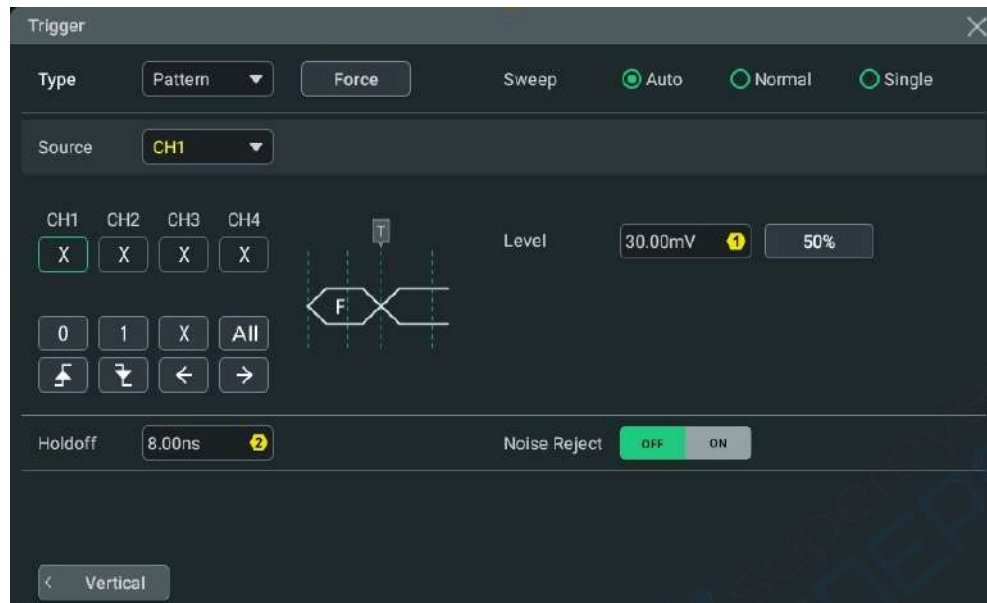 Trigger
Type Pattern Force Sweep Auto Normal Single
Source CH1
CH1 CH2 CH3 CH4
X X X X
T
Level 30.00mV 1 50%
F
0 1 X All
Holdoff 8.00ns 2 Noise Reject OFF ON
Vertical
supereye